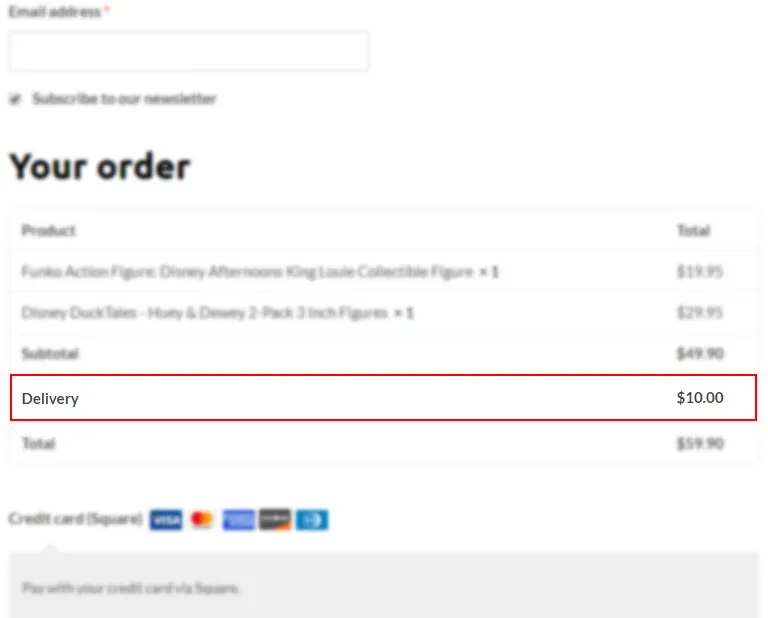 Email address *
Subscribe to our newsletter
Your order
Product Total
Funko Action Figure: Disney Afternoons King Louie Collectible Figure × 1 $19.95
Disney DuckTales - Huey & Dewey 2-Pack 3 Inch Figures × 1 $29.95
Subtotal $49.90
Delivery $10.00
Total $59.90
Credit card (Square) VISA
Pay with your credit card via Square.